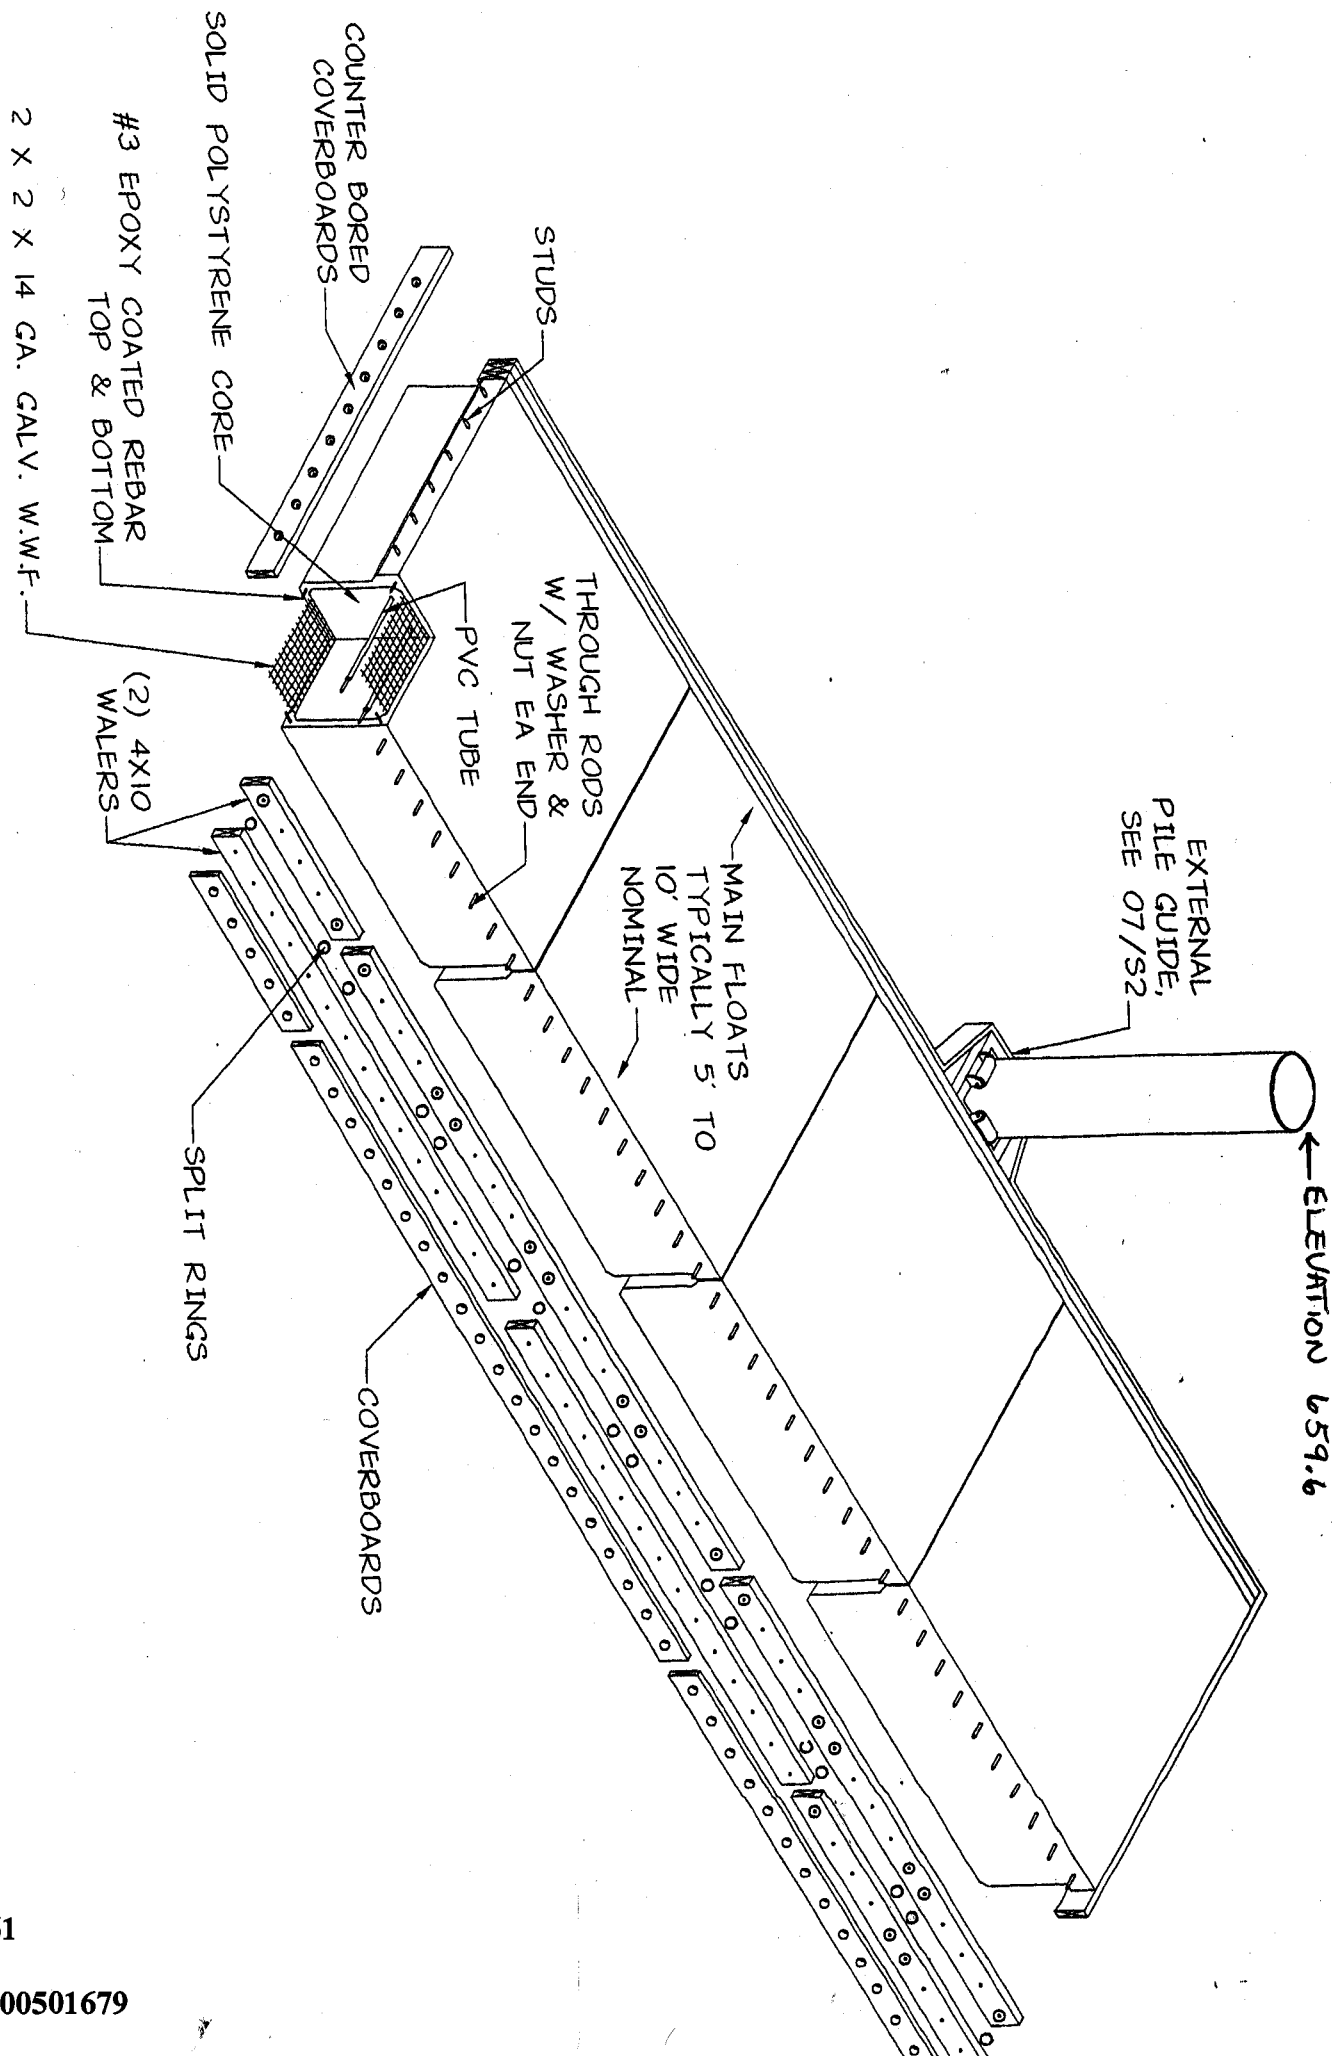 ELEVATION 659.6
EXTERNAL
PILE GUIDE,
SEE 07/S2
MAIN FLOATS
TYPICALLY 5' TO
10' WIDE
NOMINAL
THROUGH RODS
W/ WASHER &
NUT EA END
PVC TUBE
STUDS
COUNTER BORED
COVERBOARDS
SOLID POLYSTYRENE CORE
#3 EPOXY COATED REBAR
TOP & BOTTOM
2 X 2 X 14 GA. GALV. W.W.F.
(2) 4X10
WALERS
SPLIT RINGS
COVERBOARDS
00501679